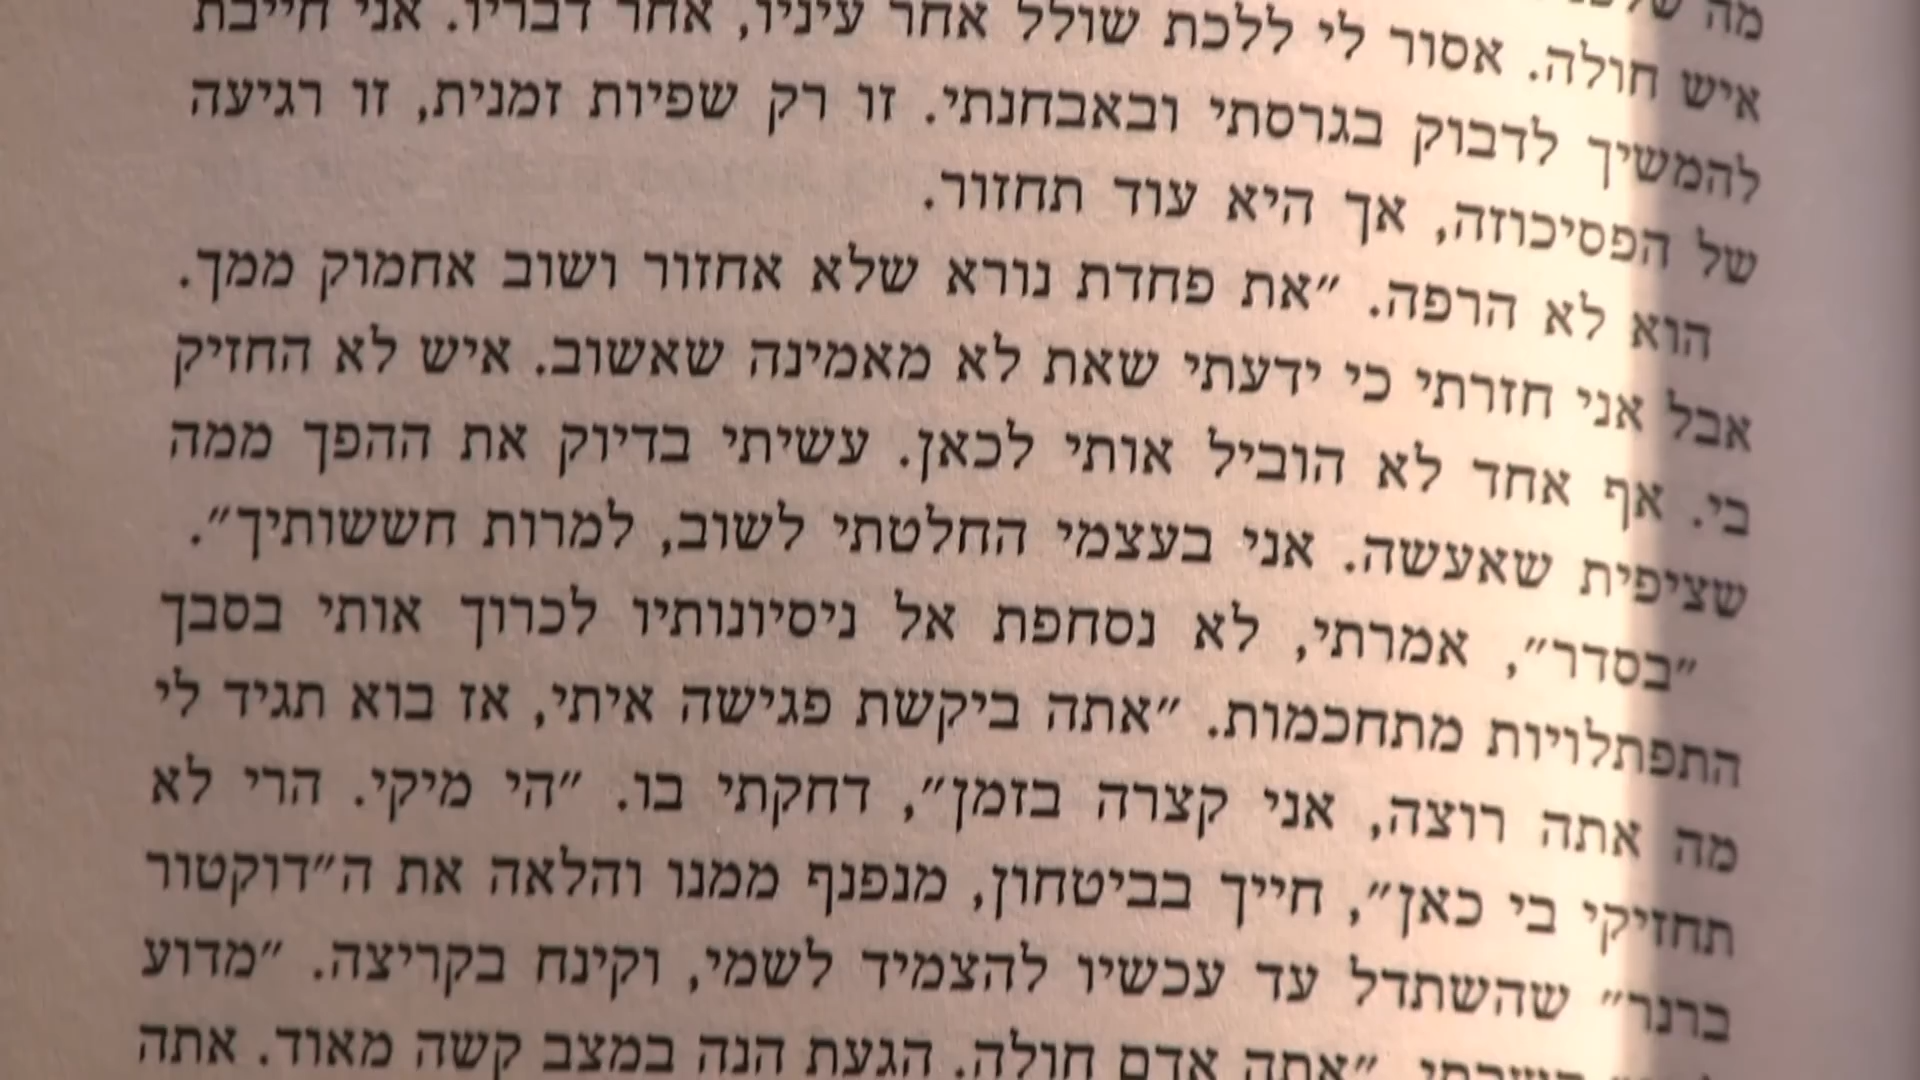 מה
איש חולה. אסור לי ללכת שולל אחר עיניו, אחר דבריו. אני חייבת
להמשיך לדבוק בגרסתי ובאבחנתי. זו רק שפיות זמנית, זו רגיעה
של הפסיכוזה, אך היא עוד תחזור.
הוא לא הרפה. ״את פחדת נורא שלא אחזור ושוב אחמוק ממך.
אבל אני חזרתי כי ידעתי שאת לא מאמינה שאשוב. איש לא החזיק
בי. אף אחד לא הוביל אותי לכאן. עשיתי בדיוק את ההפך ממה
שציפית שאעשה. אני בעצמי החלטתי לשוב, למרות חששותיך״.
״בסדר״, אמרתי, לא נסחפת אל ניסיונותיו לכרוך אותי בסבך
התפתלויות מתחכמות. ״אתה ביקשת פגישה איתי, אז בוא תגיד לי
מה אתה רוצה, אני קצרה בזמן״, דחקתי בו. ״הי מיקי. הרי לא
תחזיקי בי כאן״, חייך בביטחון, מנפנף ממנו והלאה את ה״דוקטור
ברנר״ שהשתדל עד עכשיו להצמיד לשמי, וקינח בקריצה. ״מדוע
״אתה אדם חולה. הגעת הנה במצב קשה מאוד. אתה